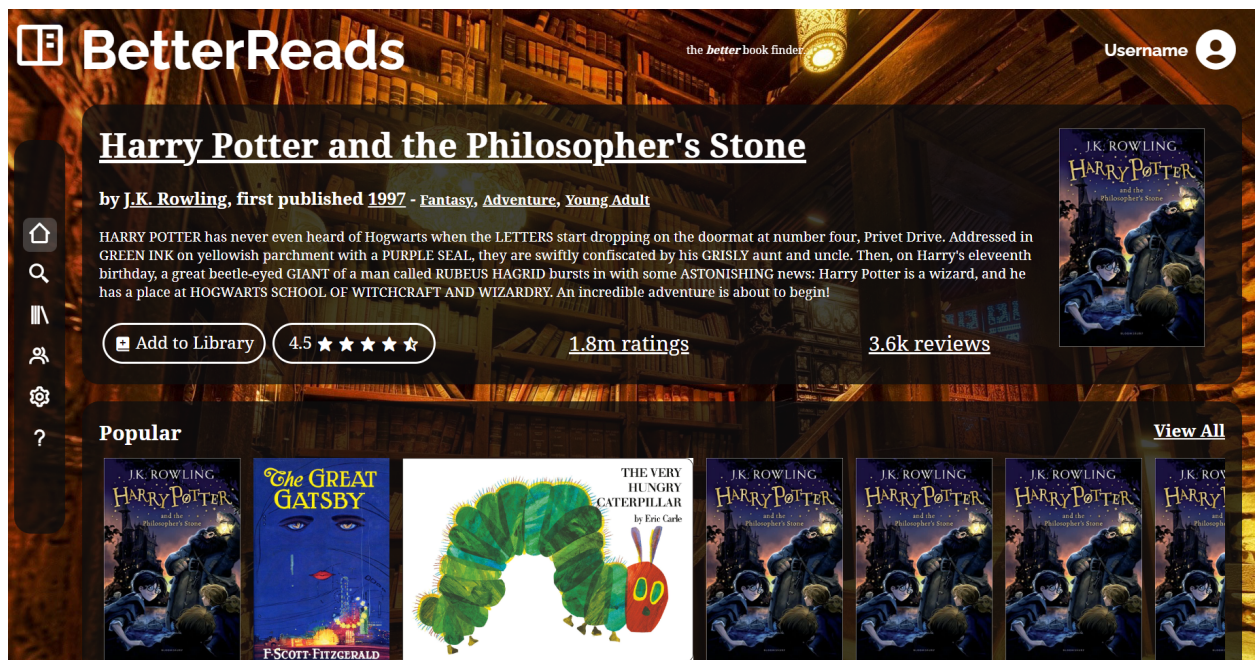 BetterReads
the better book finder.
Username
Harry Potter and the Philosopher's Stone
by J.K. Rowling, first published 1997 - Fantasy, Adventure, Young Adult
HARRY POTTER has never even heard of Hogwarts when the LETTERS start dropping on the doormat at number four, Privet Drive. Addressed in
GREEN INK on yellowish parchment with a PURPLE SEAL, they are swiftly confiscated by his GRISLY aunt and uncle. Then, on Harry's eleventh
birthday, a great beetle-eyed GIANT of a man called RUBEUS HAGRID bursts in with some ASTONISHING news: Harry Potter is a wizard, and he
has a place at HOGWARTS SCHOOL OF WITCHCRAFT AND WIZARDRY. An incredible adventure is about to begin!
Add to Library
4.5
1.8m ratings
3.6k reviews
J.K. ROWLING
HARRY POTTER
and the
Philosopher's Stone
BLOOMSBURY
?
Popular
View All
J.K. ROWLING
HARRY POTTER
and the
Philosopher's Stone
The GREAT
GATSBY
F·SCOTT·FITZGERALD
THE VERY
HUNGRY
CATERPILLAR
by Eric Carle
J.K. ROWLING
HARRY POTTER
and the
Philosopher's Stone
J.K. ROWLING
HARRY POTTER
and the
Philosopher's Stone
J.K. ROWLING
HARRY POTTER
and the
Philosopher's Stone
J.K. ROW
HARRY P
and th
Philosopher's